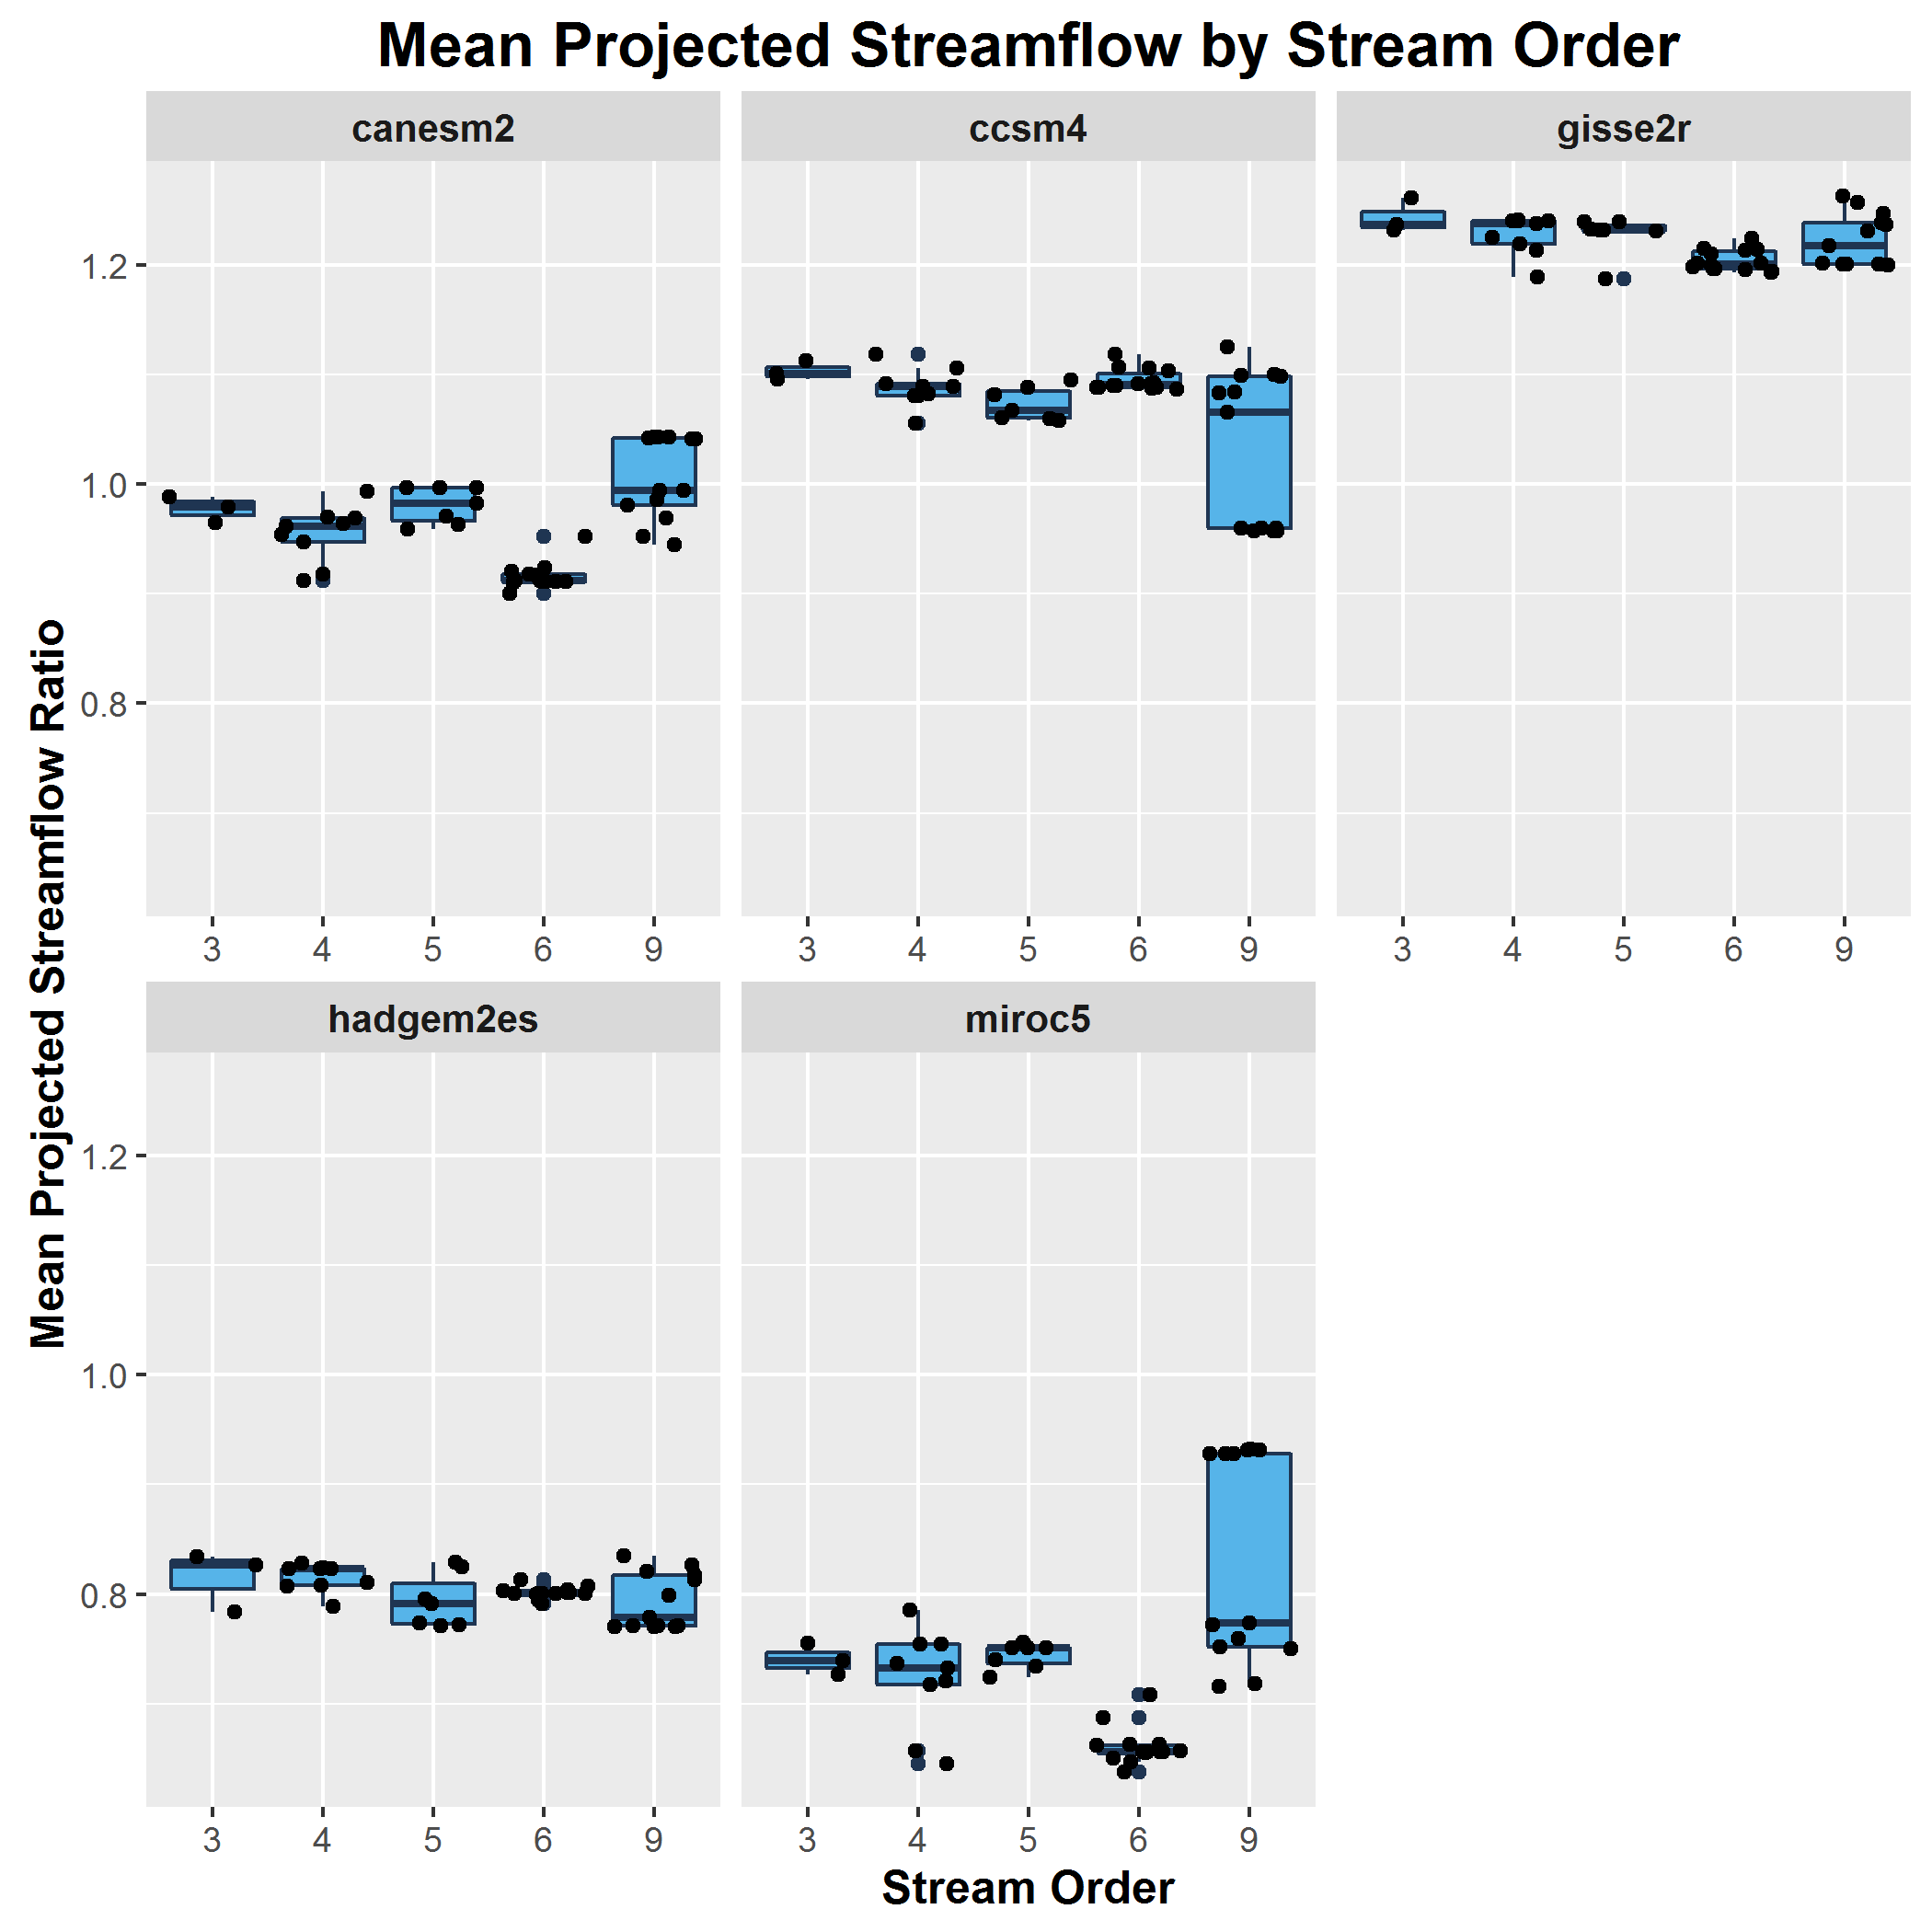 Mean Projected Streamflow by Stream Order
canesm2
ccsm4
gisse2r
1.2
1.0
0.8
3 4 5 6 9
3 4 5 6 9
3 4 5 6 9
Mean Projected Streamflow Ratio
hadgem2es
miroc5
1.2
1.0
0.8
3 4 5 6 9
3 4 5 6 9
Stream Order